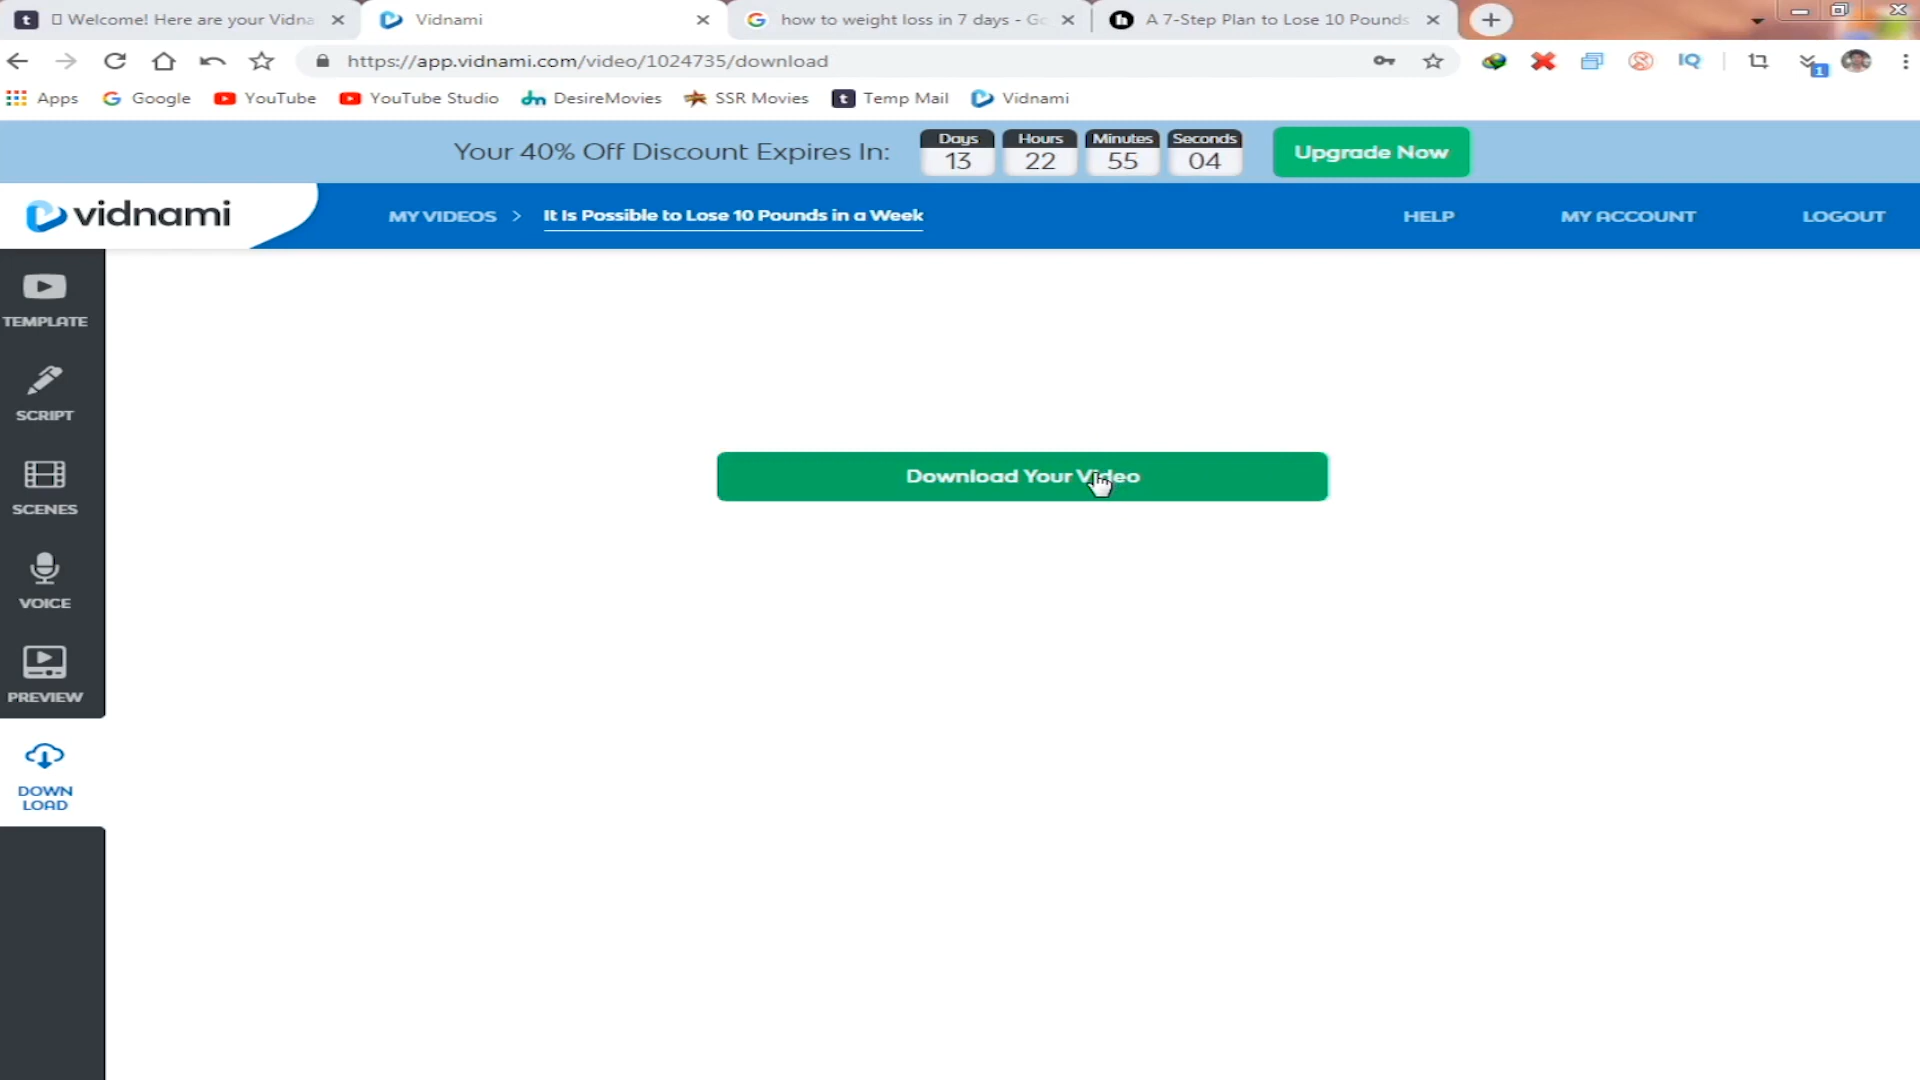 Welcome! Here are your Vidna
Vidnami
how to weight loss in 7 days - Go
A 7-Step Plan to Lose 10 Pounds
https://app.vidnami.com/video/1024735/download
IQ
1
Apps
Google
YouTube
YouTube Studio
DesireMovies
SSR Movies
Temp Mail
Vidnami
Your 40% Off Discount Expires In:
Days
13
Hours
22
Minutes
55
Seconds
04
Upgrade Now
vidnami
MY VIDEOS > It Is Possible to Lose 10 Pounds in a Week
HELP
MY ACCOUNT
LOGOUT
TEMPLATE
SCRIPT
SCENES
VOICE
PREVIEW
DOWN
LOAD
Download Your Video